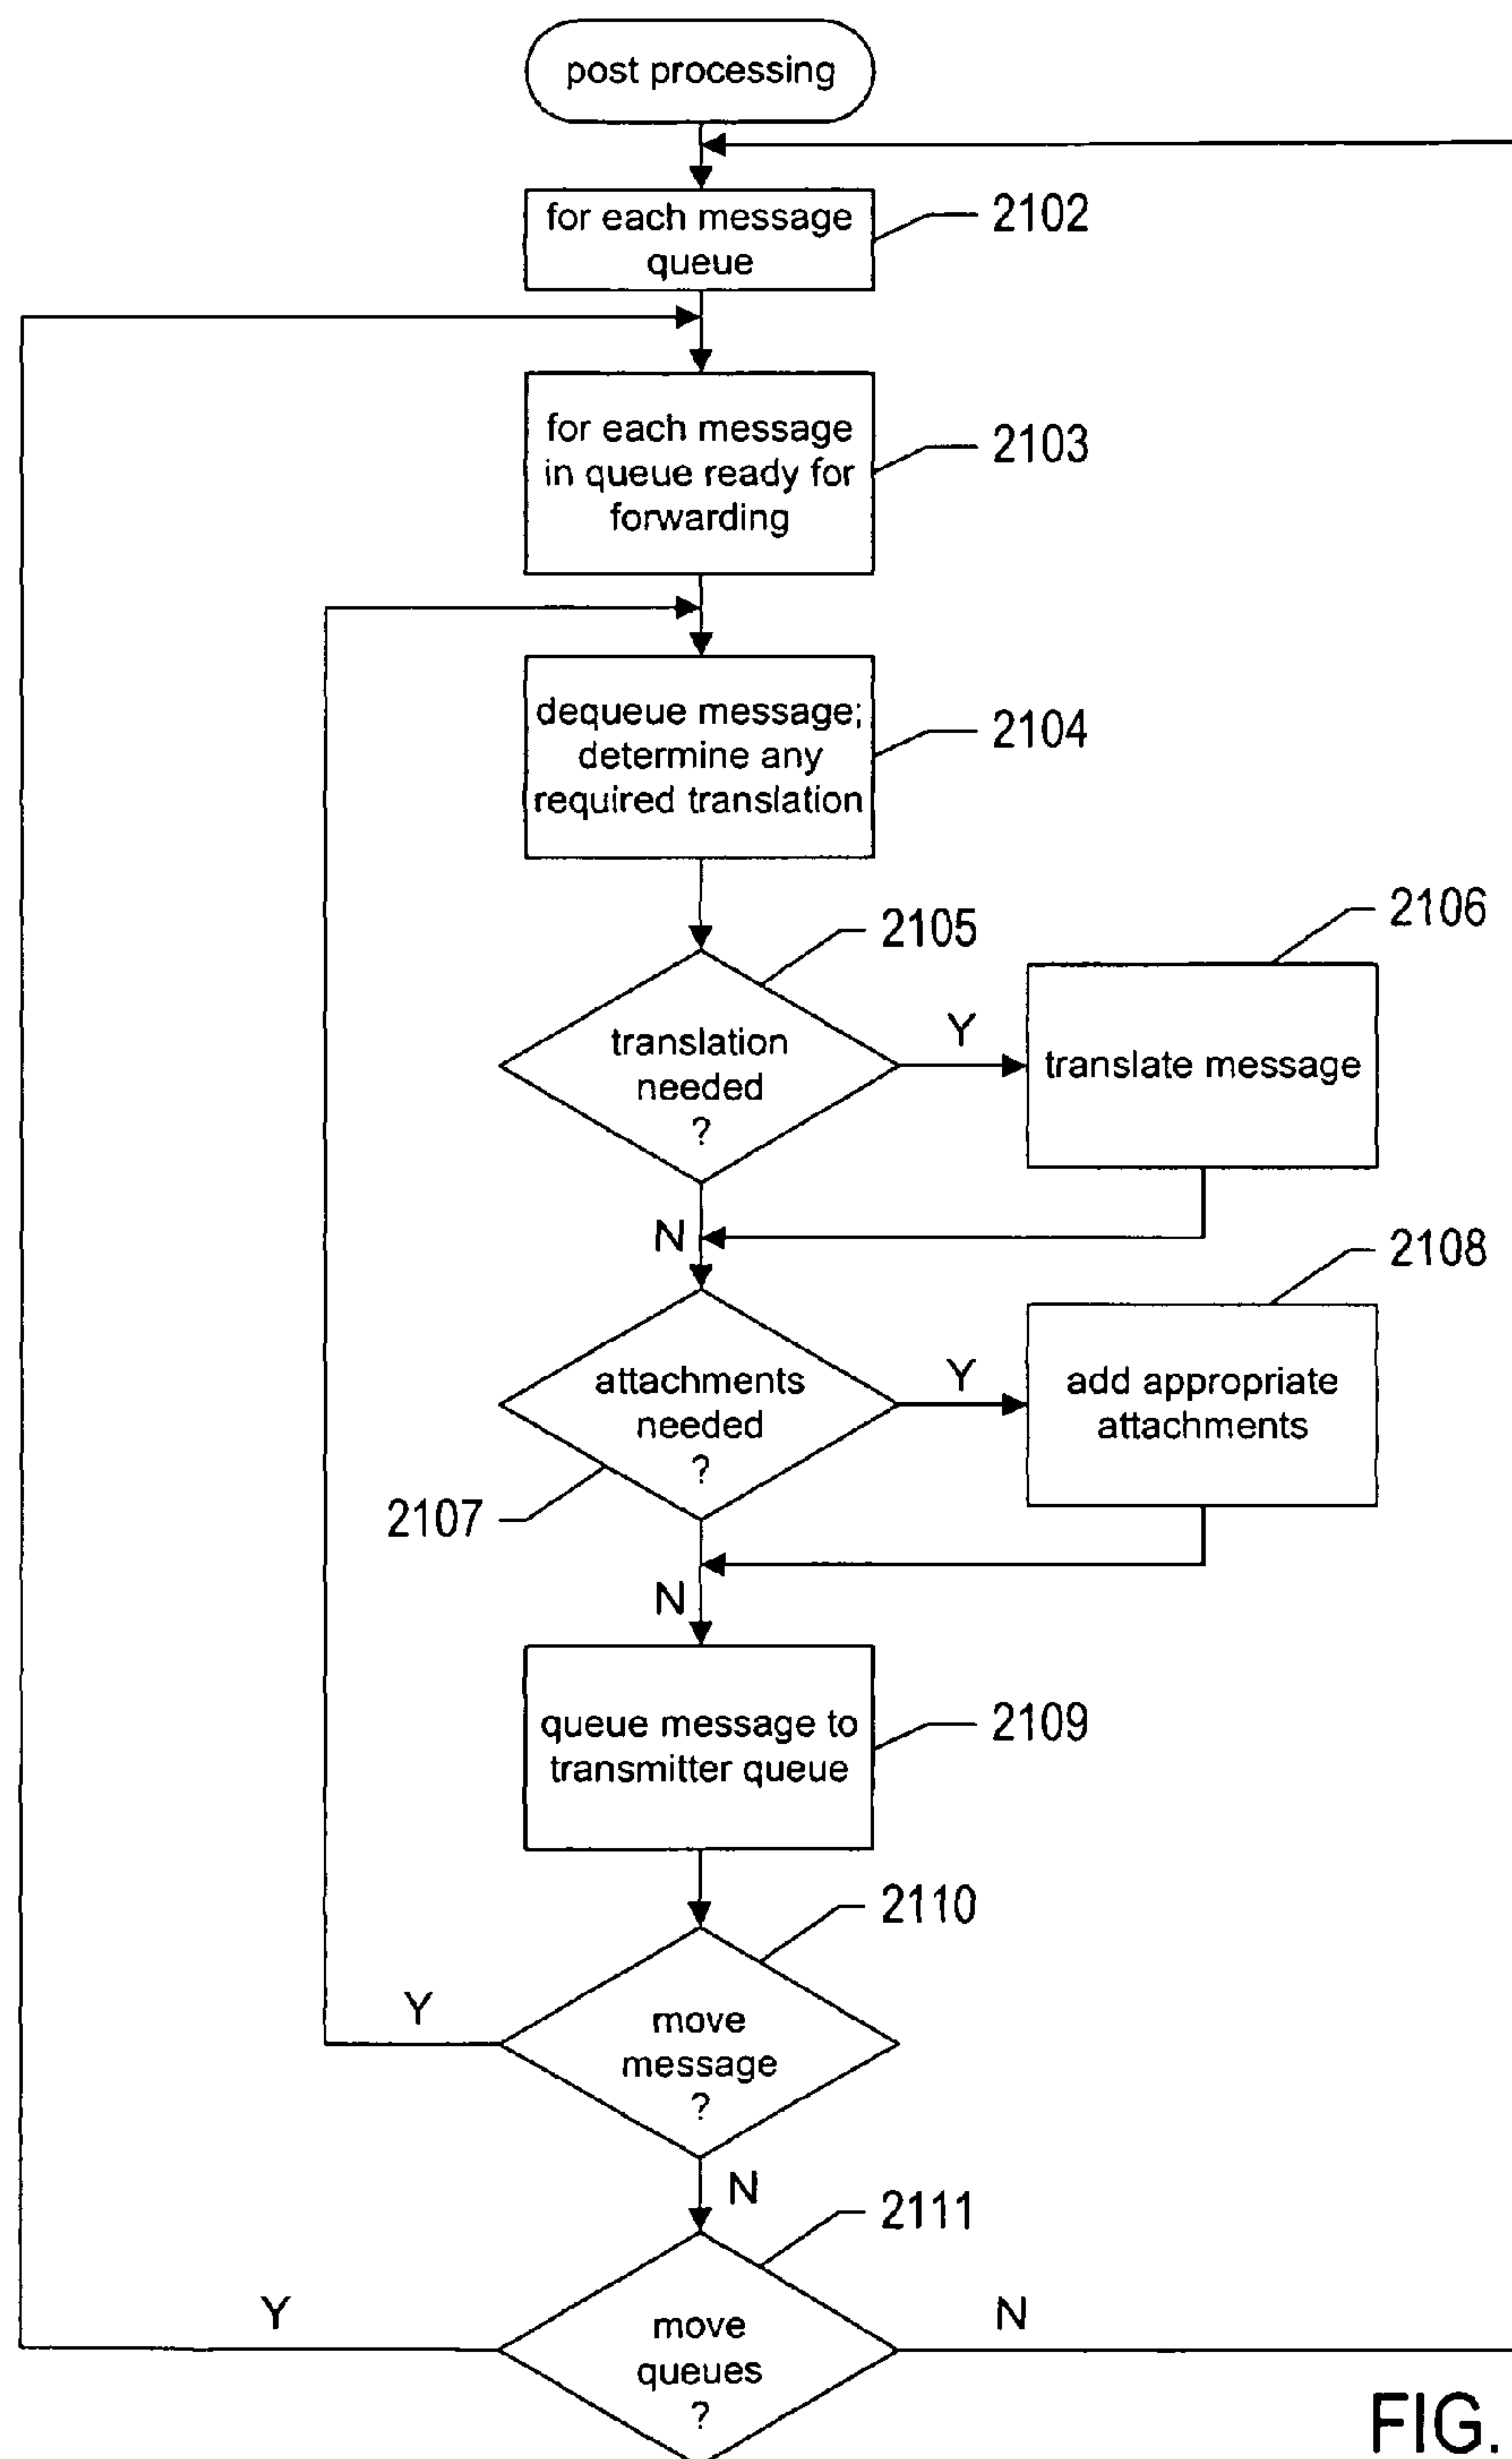 post processing
for each message
queue
2102
for each message
in queue ready for
forwarding
2103
dequeue message;
determine any
required translation
2104
2105
2106
translation
needed
?
Y
translate message
N
2108
attachments
needed
?
Y
add appropriate
attachments
2107
N
queue message to
transmitter queue
2109
2110
Y
move
message
?
N
2111
Y
move
queues
?
N
FIG.